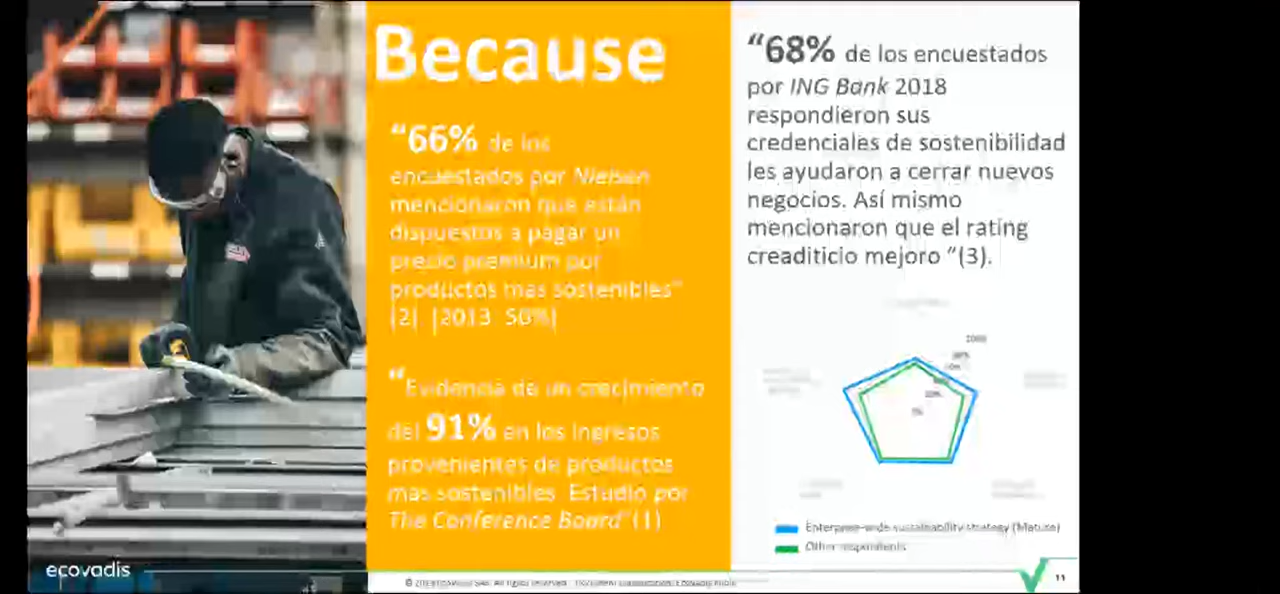 Because
“66% de los
encuestados por Nielsen
mencionaron que están
dispuestos a pagar un
precio premium por
productos mas sostenibles”
(2) [2013 50%]
“Evidencia de un crecimiento
del 91% en los ingresos
provenientes de productos
mas sostenibles Estudio por
The Conference Board”(1)
“68% de los encuestados
por ING Bank 2018
respondieron sus
credenciales de sostenibilidad
les ayudaron a cerrar nuevos
negocios. Así mismo
mencionaron que el rating
creaditicio mejoro “(3).
100%
Enterprise-wide sustainability strategy (Mature)
Other respondents
ecovadis
All rights reserved
11